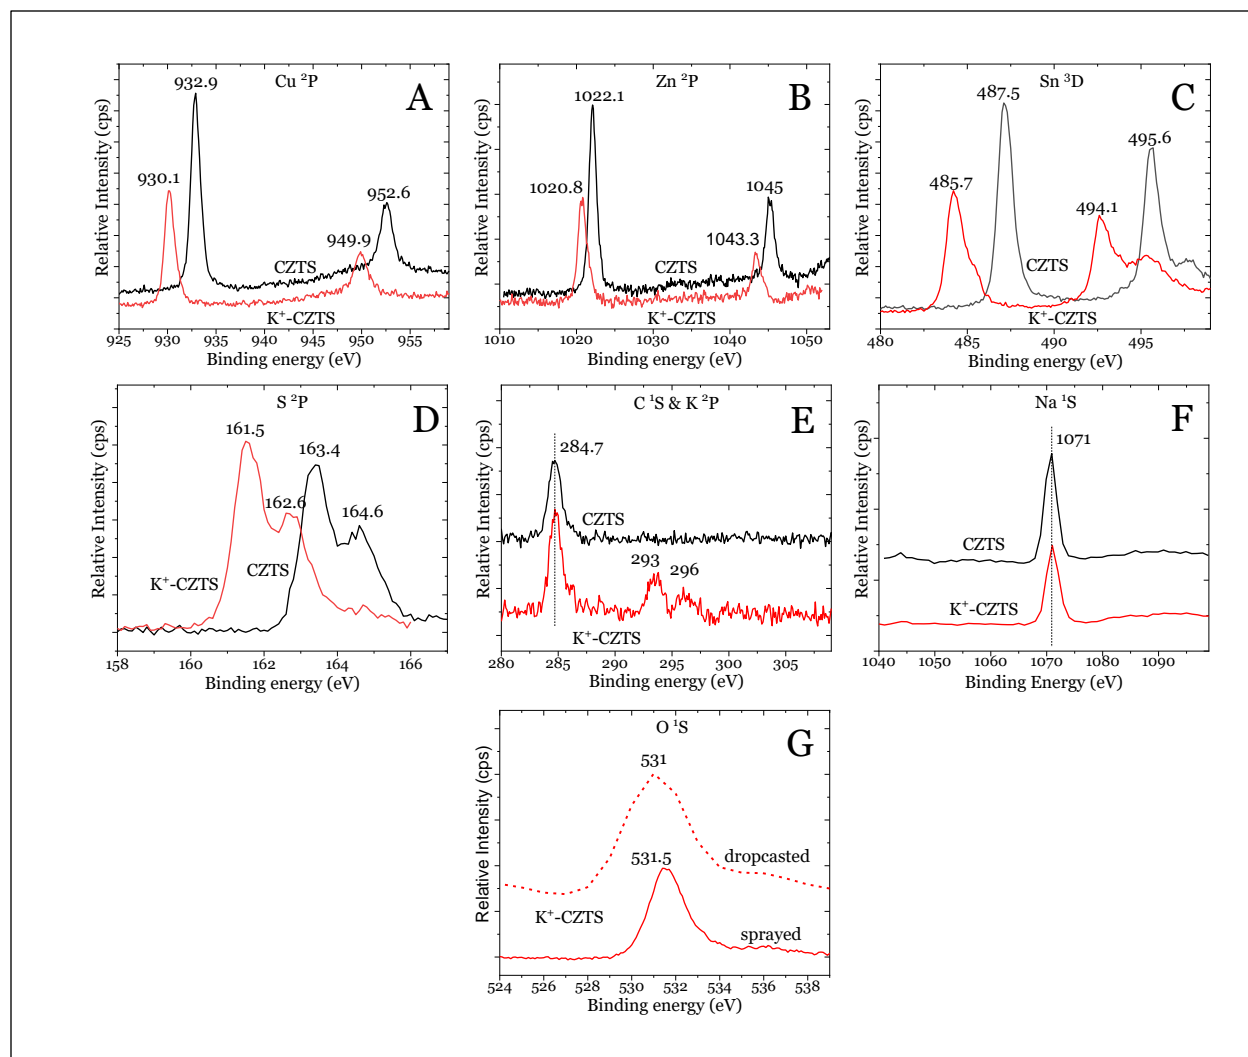 Cu ²P
A
932.9
930.1
952.6
949.9
CZTS
K⁺-CZTS
Relative Intensity (cps)
925 930 935 940 945 950 955
Binding energy (eV)
Zn ²P
B
1022.1
1020.8
1045
1043.3
CZTS
K⁺-CZTS
Relative Intensity (cps)
1010 1020 1030 1040 1050
Binding energy (eV)
Sn ³D
C
487.5
495.6
485.7
494.1
CZTS
K⁺-CZTS
Relative Intensity (cps)
480 485 490 495
Binding energy (eV)
S ²P
D
161.5
163.4
162.6
164.6
K⁺-CZTS
CZTS
Relative Intensity (cps)
158 160 162 164 166
Binding energy (eV)
C ¹S & K ²P
E
284.7
CZTS
293
296
K⁺-CZTS
Relative Intensity (cps)
280 285 290 295 300 305
Binding energy (eV)
Na ¹S
F
1071
CZTS
K⁺-CZTS
Relative Intensity (cps)
1040 1050 1060 1070 1080 1090
Binding Energy (eV)
O ¹S
G
531
dropcasted
531.5
K⁺-CZTS
sprayed
Relative Intensity (cps)
524 526 528 530 532 534 536 538
Binding energy (eV)